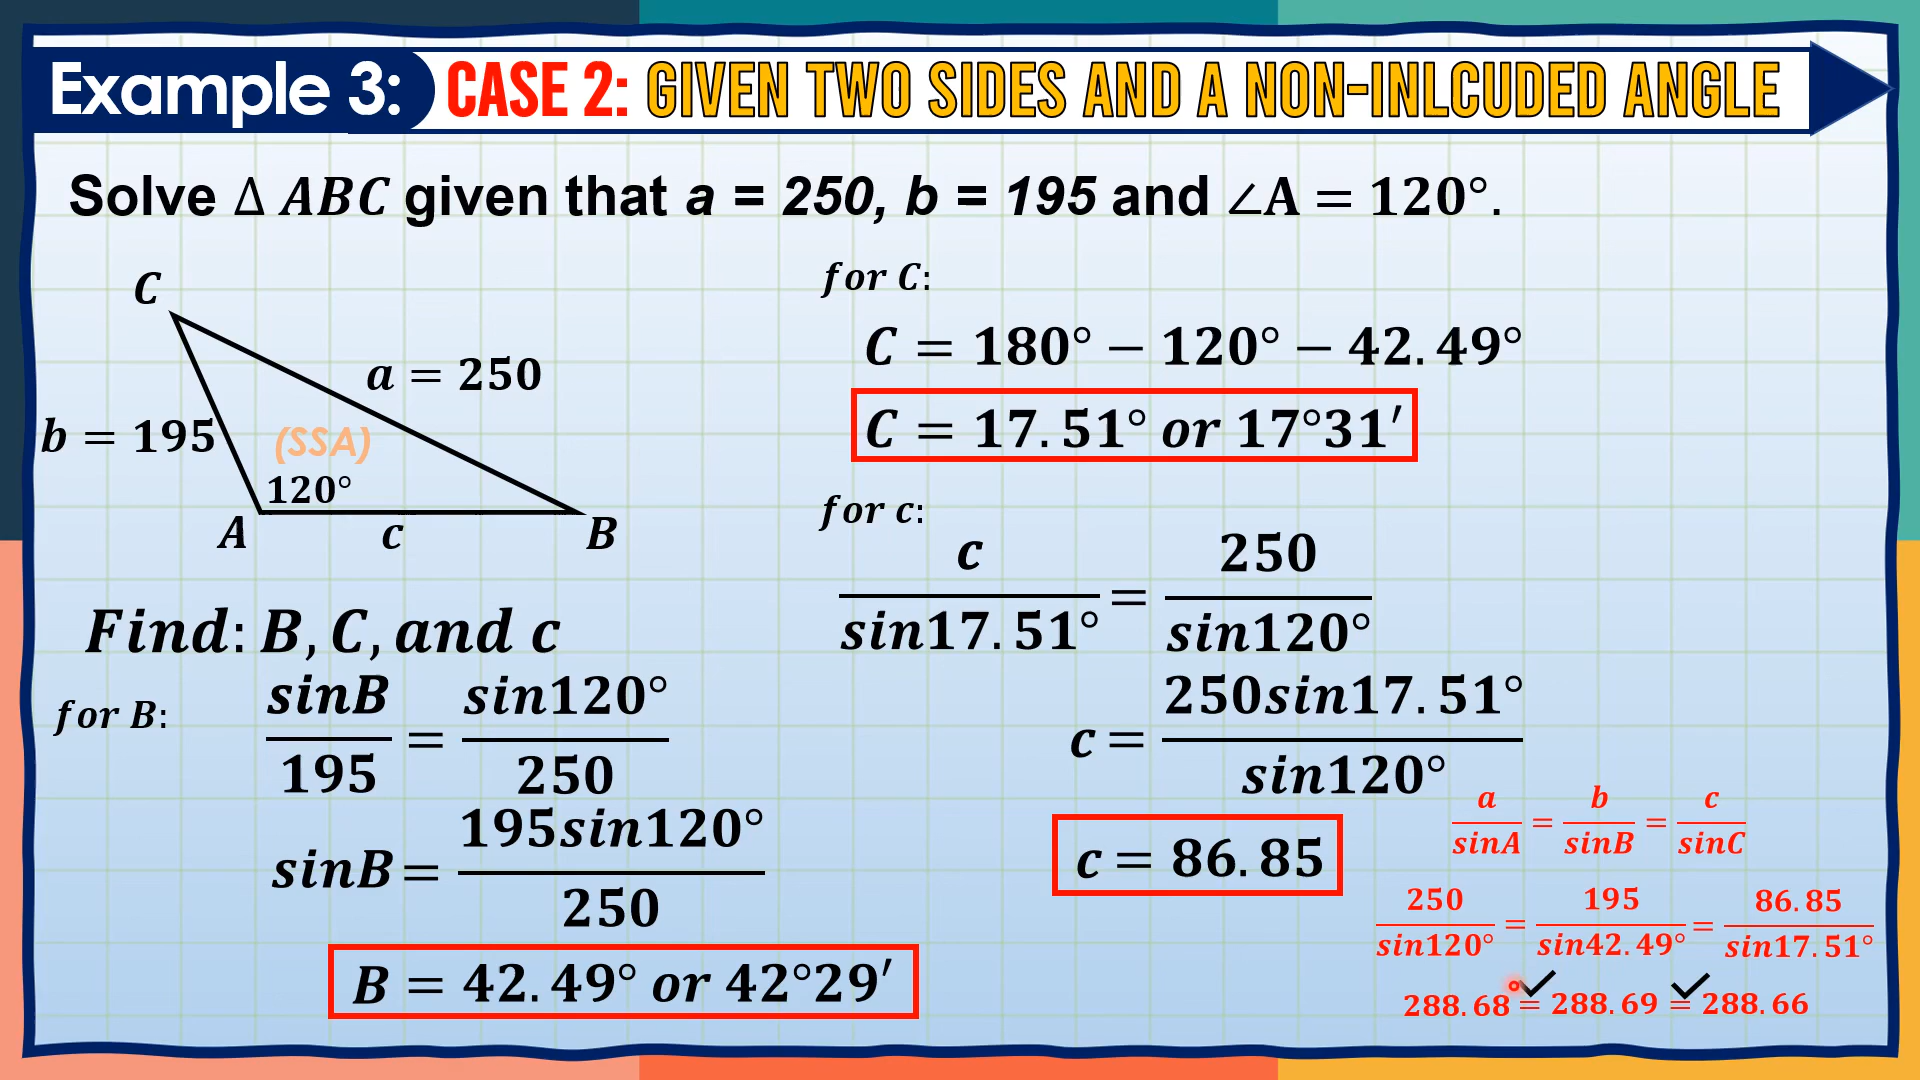 Example 3: CASE 2: GIVEN TWO SIDES AND A NON-INLCUDED ANGLE
Solve Δ ABC given that a = 250, b = 195 and ∠A = 120°.
C
a = 250
b = 195
(SSA)
120°
A
c
B
Find: B, C, and c
for B:
sinB/195 = sin120°/250
sinB = 195sin120°/250
B = 42.49° or 42°29′
for C:
C = 180° − 120° − 42.49°
C = 17.51° or 17°31′
for c:
c/sin17.51° = 250/sin120°
c = 250sin17.51°/sin120°
c = 86.85
a/sinA = b/sinB = c/sinC
250/sin120° = 195/sin42.49° = 86.85/sin17.51°
288.68 = 288.69 = 288.66